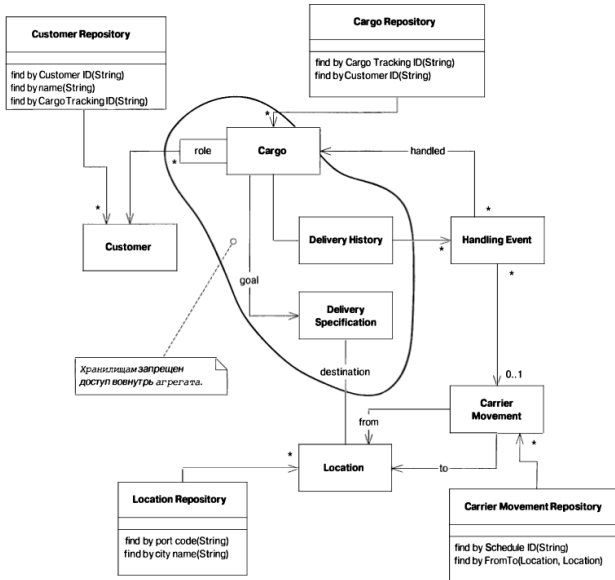 Customer Repository
find by Customer ID(String)
find by name(String)
find by Cargo Tracking ID(String)
Cargo Repository
find by Cargo Tracking ID(String)
find by Customer ID(String)
*
role
*
Cargo
handled
*
Customer
Delivery History
*
*
Handling Event
*
goal
Delivery
Specification
Хранилищам запрещен
доступ вовнутрь агрегата.
destination
0..1
Carrier
Movement
from
*
*
Location
to
Location Repository
find by port code(String)
find by city name(String)
Carrier Movement Repository
find by Schedule ID(String)
find by FromTo(Location, Location)